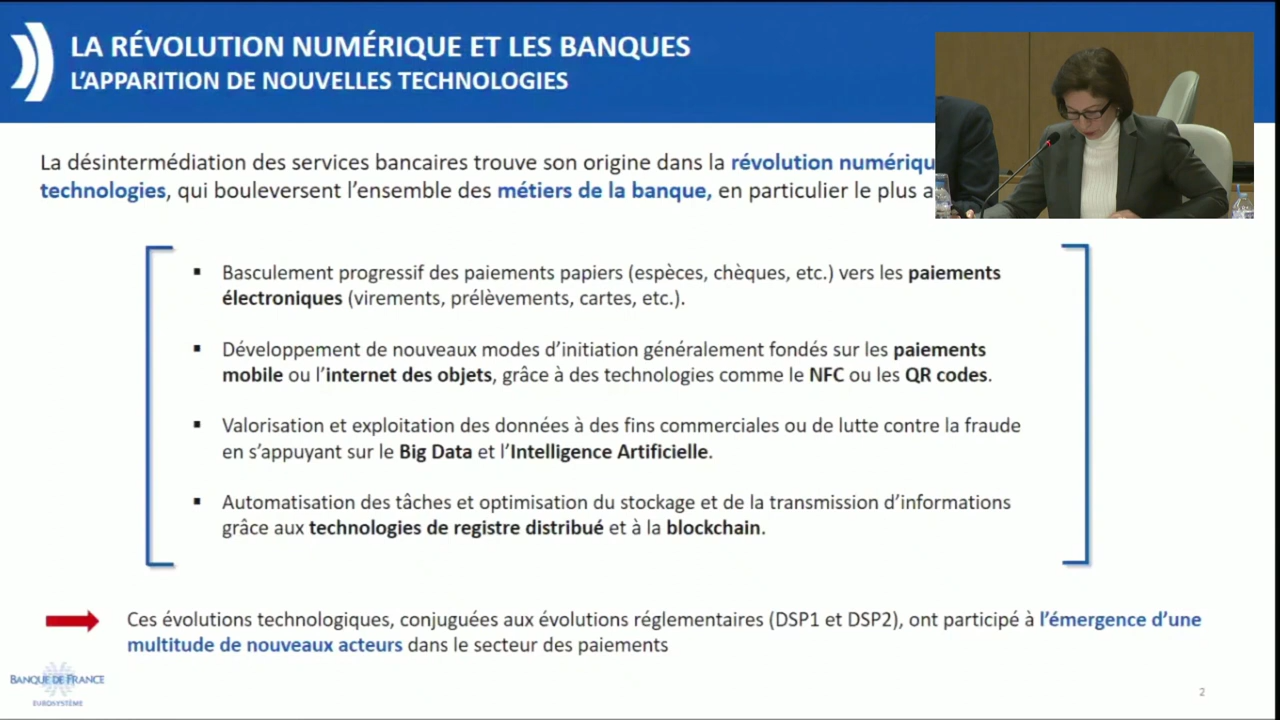 LA RÉVOLUTION NUMÉRIQUE ET LES BANQUES
L'APPARITION DE NOUVELLES TECHNOLOGIES
La désintermédiation des services bancaires trouve son origine dans la révolution
technologies, qui bouleversent l'ensemble des métiers de la banque, en particulier le plus
▪ Basculement progressif des paiements papiers (espèces, chèques, etc.) vers les paiements
électroniques (virements, prélèvements, cartes, etc.).
▪ Développement de nouveaux modes d'initiation généralement fondés sur les paiements
mobile ou l'internet des objets, grâce à des technologies comme le NFC ou les QR codes.
▪ Valorisation et exploitation des données à des fins commerciales ou de lutte contre la fraude
en s'appuyant sur le Big Data et l'Intelligence Artificielle.
▪ Automatisation des tâches et optimisation du stockage et de la transmission d'informations
grâce aux technologies de registre distribué et à la blockchain.
Ces évolutions technologiques, conjuguées aux évolutions réglementaires (DSP1 et DSP2), ont participé à l'émergence d'une
multitude de nouveaux acteurs dans le secteur des paiements
BANQUE DE FRANCE
EUROSYSTÈME
2